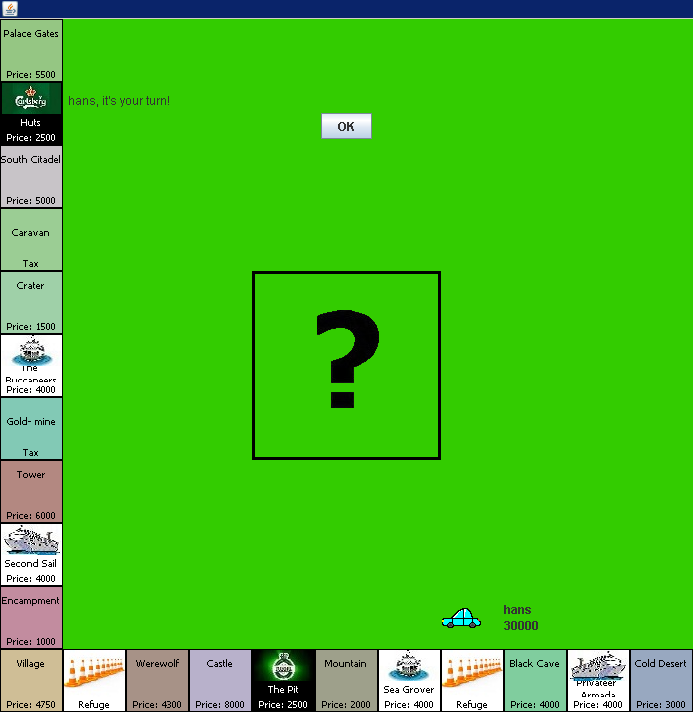 Palace Gates
Price: 5500
Carlsberg
Huts
Price: 2500
hans, it's your turn!
OK
South Citadel
Price: 5000
Caravan
Tax
Crater
Price: 1500
The
Buccaneers
Price: 4000
?
Gold- mine
Tax
Tower
Price: 6000
Second Sail
Price: 4000
Encampment
Price: 1000
hans
30000
Village
Price: 4750
Refuge
Werewolf
Price: 4300
Castle
Price: 8000
The Pit
Price: 2500
Mountain
Price: 2000
Sea Grover
Price: 4000
Refuge
Black Cave
Price: 4000
Privateer
Armada
Price: 4000
Cold Desert
Price: 3000